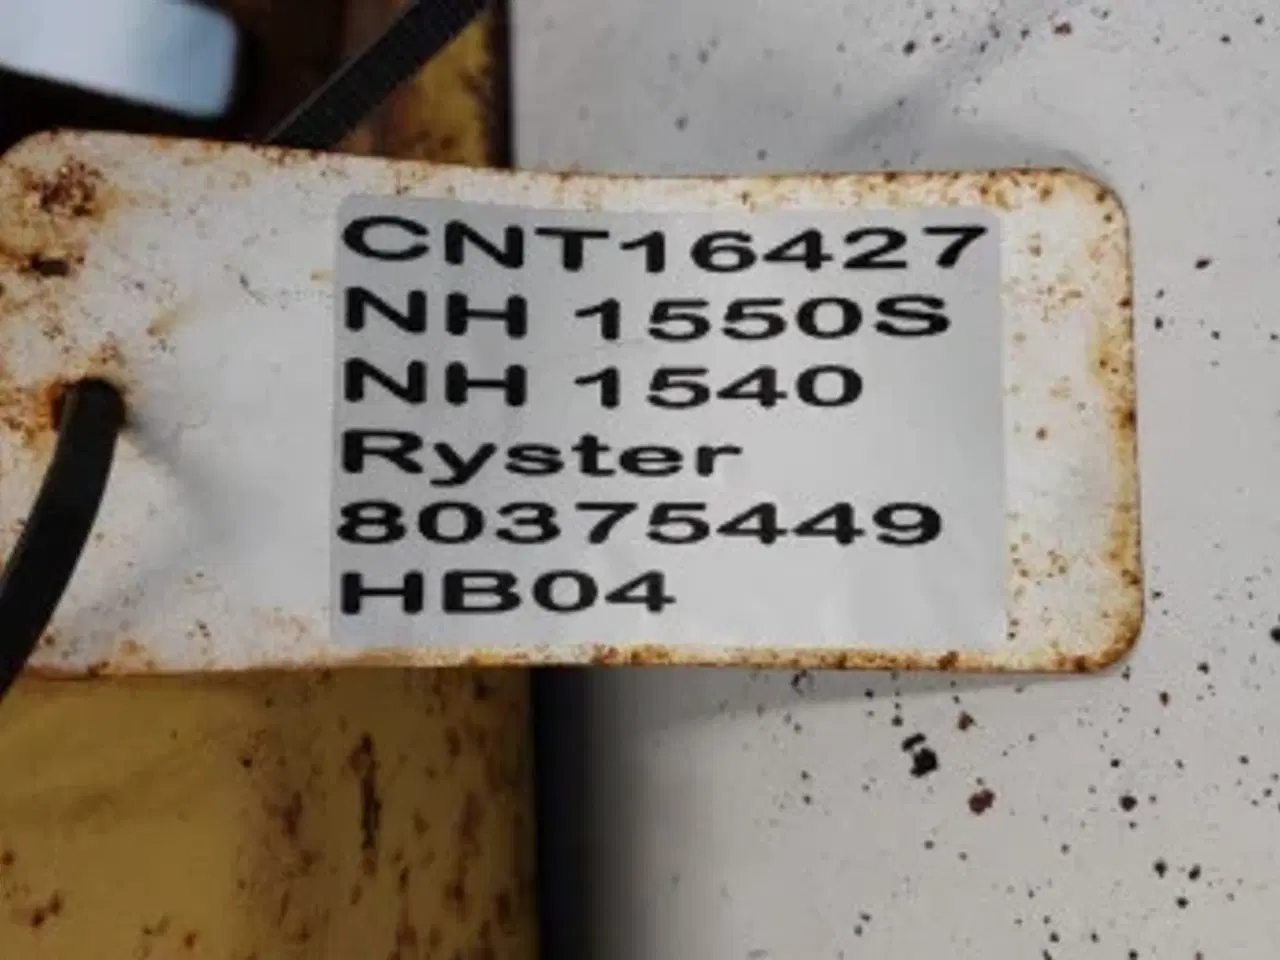 CNT16427
NH 1550S
NH 1540
Ryster
80375449
HB04